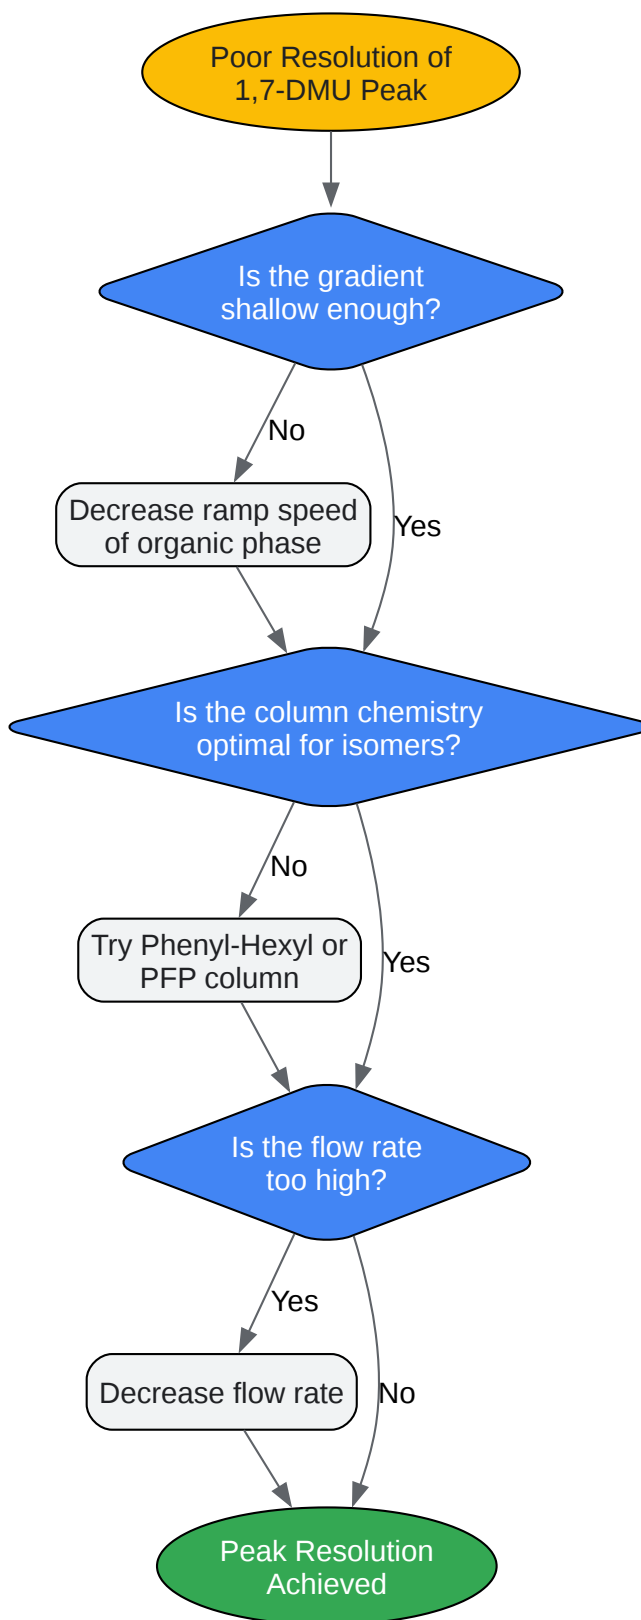 Poor Resolution of
1,7-DMU Peak
Is the gradient
shallow enough?
No
Decrease ramp speed
of organic phase
Yes
Is the column chemistry
optimal for isomers?
No
Try Phenyl-Hexyl or
PFP column
Yes
Is the flow rate
too high?
Yes
Decrease flow rate
No
Peak Resolution
Achieved